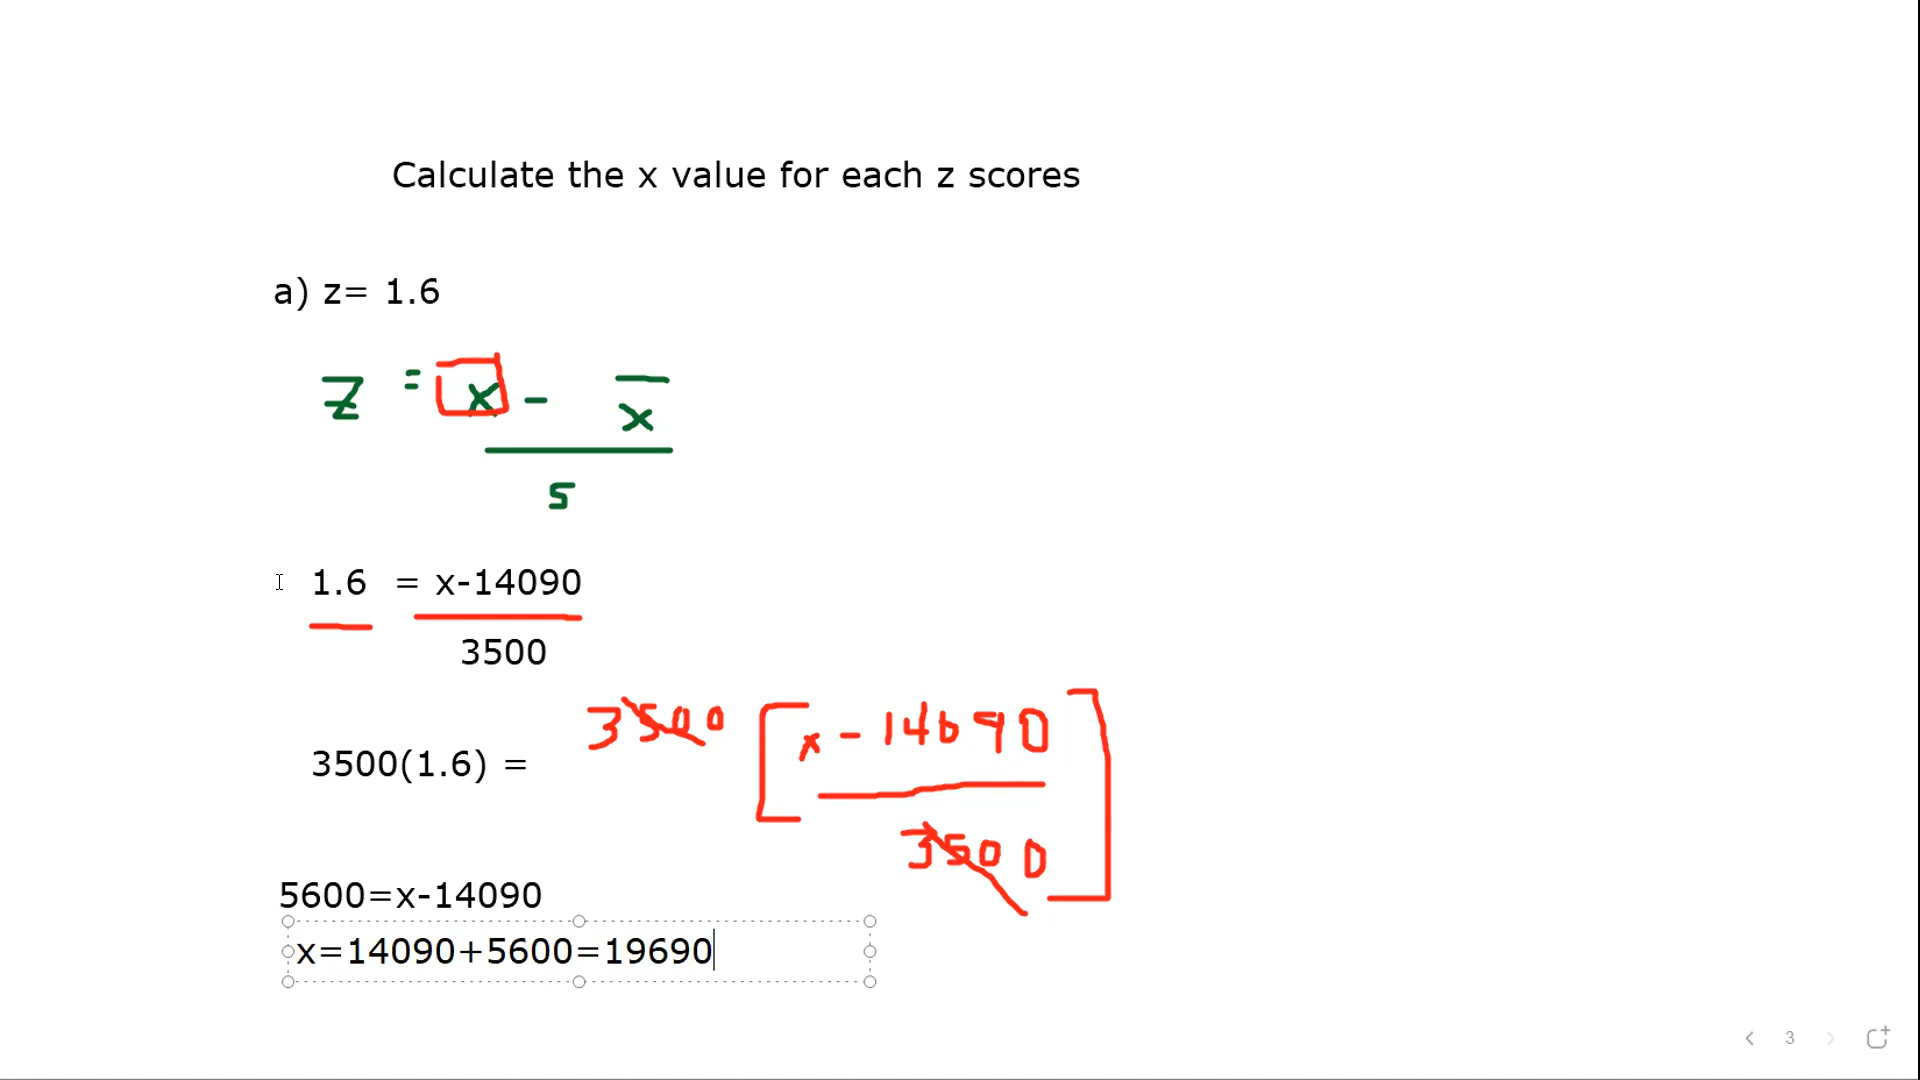 Calculate the x value for each z scores
a) z= 1.6
z = x - x̅
s
1.6 = x-14090
3500
3500 [x - 14090
3500(1.6) =
3500]
5600=x-14090
x=14090+5600=19690
3